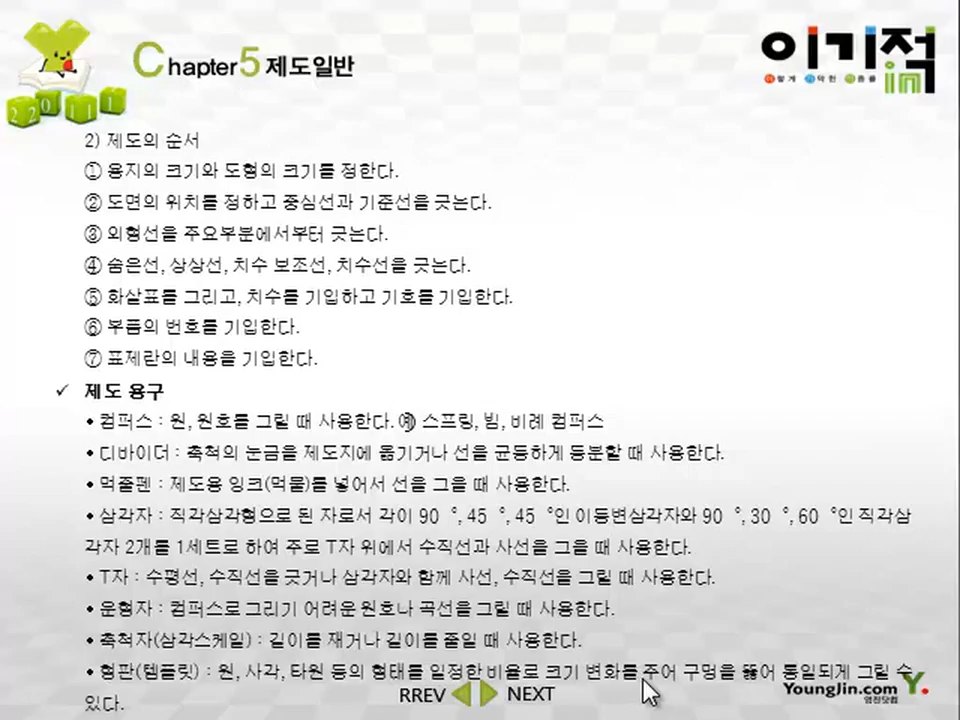 Chapter5 제도일반
이기적in
이렇게 기막힌 적중률
22011
2) 제도의 순서
① 용지의 크기와 도형의 크기를 정한다.
② 도면의 위치를 정하고 중심선과 기준선을 긋는다.
③ 외형선을 주요부분에서부터 긋는다.
④ 숨은선, 상상선, 치수 보조선, 치수선을 긋는다.
⑤ 화살표를 그리고, 치수를 기입하고 기호를 기입한다.
⑥ 부품의 번호를 기입한다.
⑦ 표제란의 내용을 기입한다.
✓ 제도 용구
• 컴퍼스 : 원, 원호를 그릴 때 사용한다. 예) 스프링, 빔, 비례 컴퍼스
• 디바이더 : 축척의 눈금을 제도지에 옮기거나 선을 균등하게 등분할 때 사용한다.
• 먹줄펜 : 제도용 잉크(먹물)를 넣어서 선을 그을 때 사용한다.
• 삼각자 : 직각삼각형으로 된 자로서 각이 90 °, 45 °, 45 °인 이등변삼각자와 90 °, 30 °, 60 °인 직각삼
각자 2개를 1세트로 하여 주로 T자 위에서 수직선과 사선을 그을 때 사용한다.
• T자 : 수평선, 수직선을 긋거나 삼각자와 함께 사선, 수직선을 그릴 때 사용한다.
• 운형자 : 컴퍼스로 그리기 어려운 원호나 곡선을 그릴 때 사용한다.
• 축척자(삼각스케일) : 길이를 재거나 길이를 줄일 때 사용한다.
• 형판(템플릿) : 원, 사각, 타원 등의 형태를 일정한 비율로 크기 변화를 주어 구멍을 뚫어 통일되게 그릴 수
있다.
RREV NEXT
YoungJin.com Y.
영진닷컴